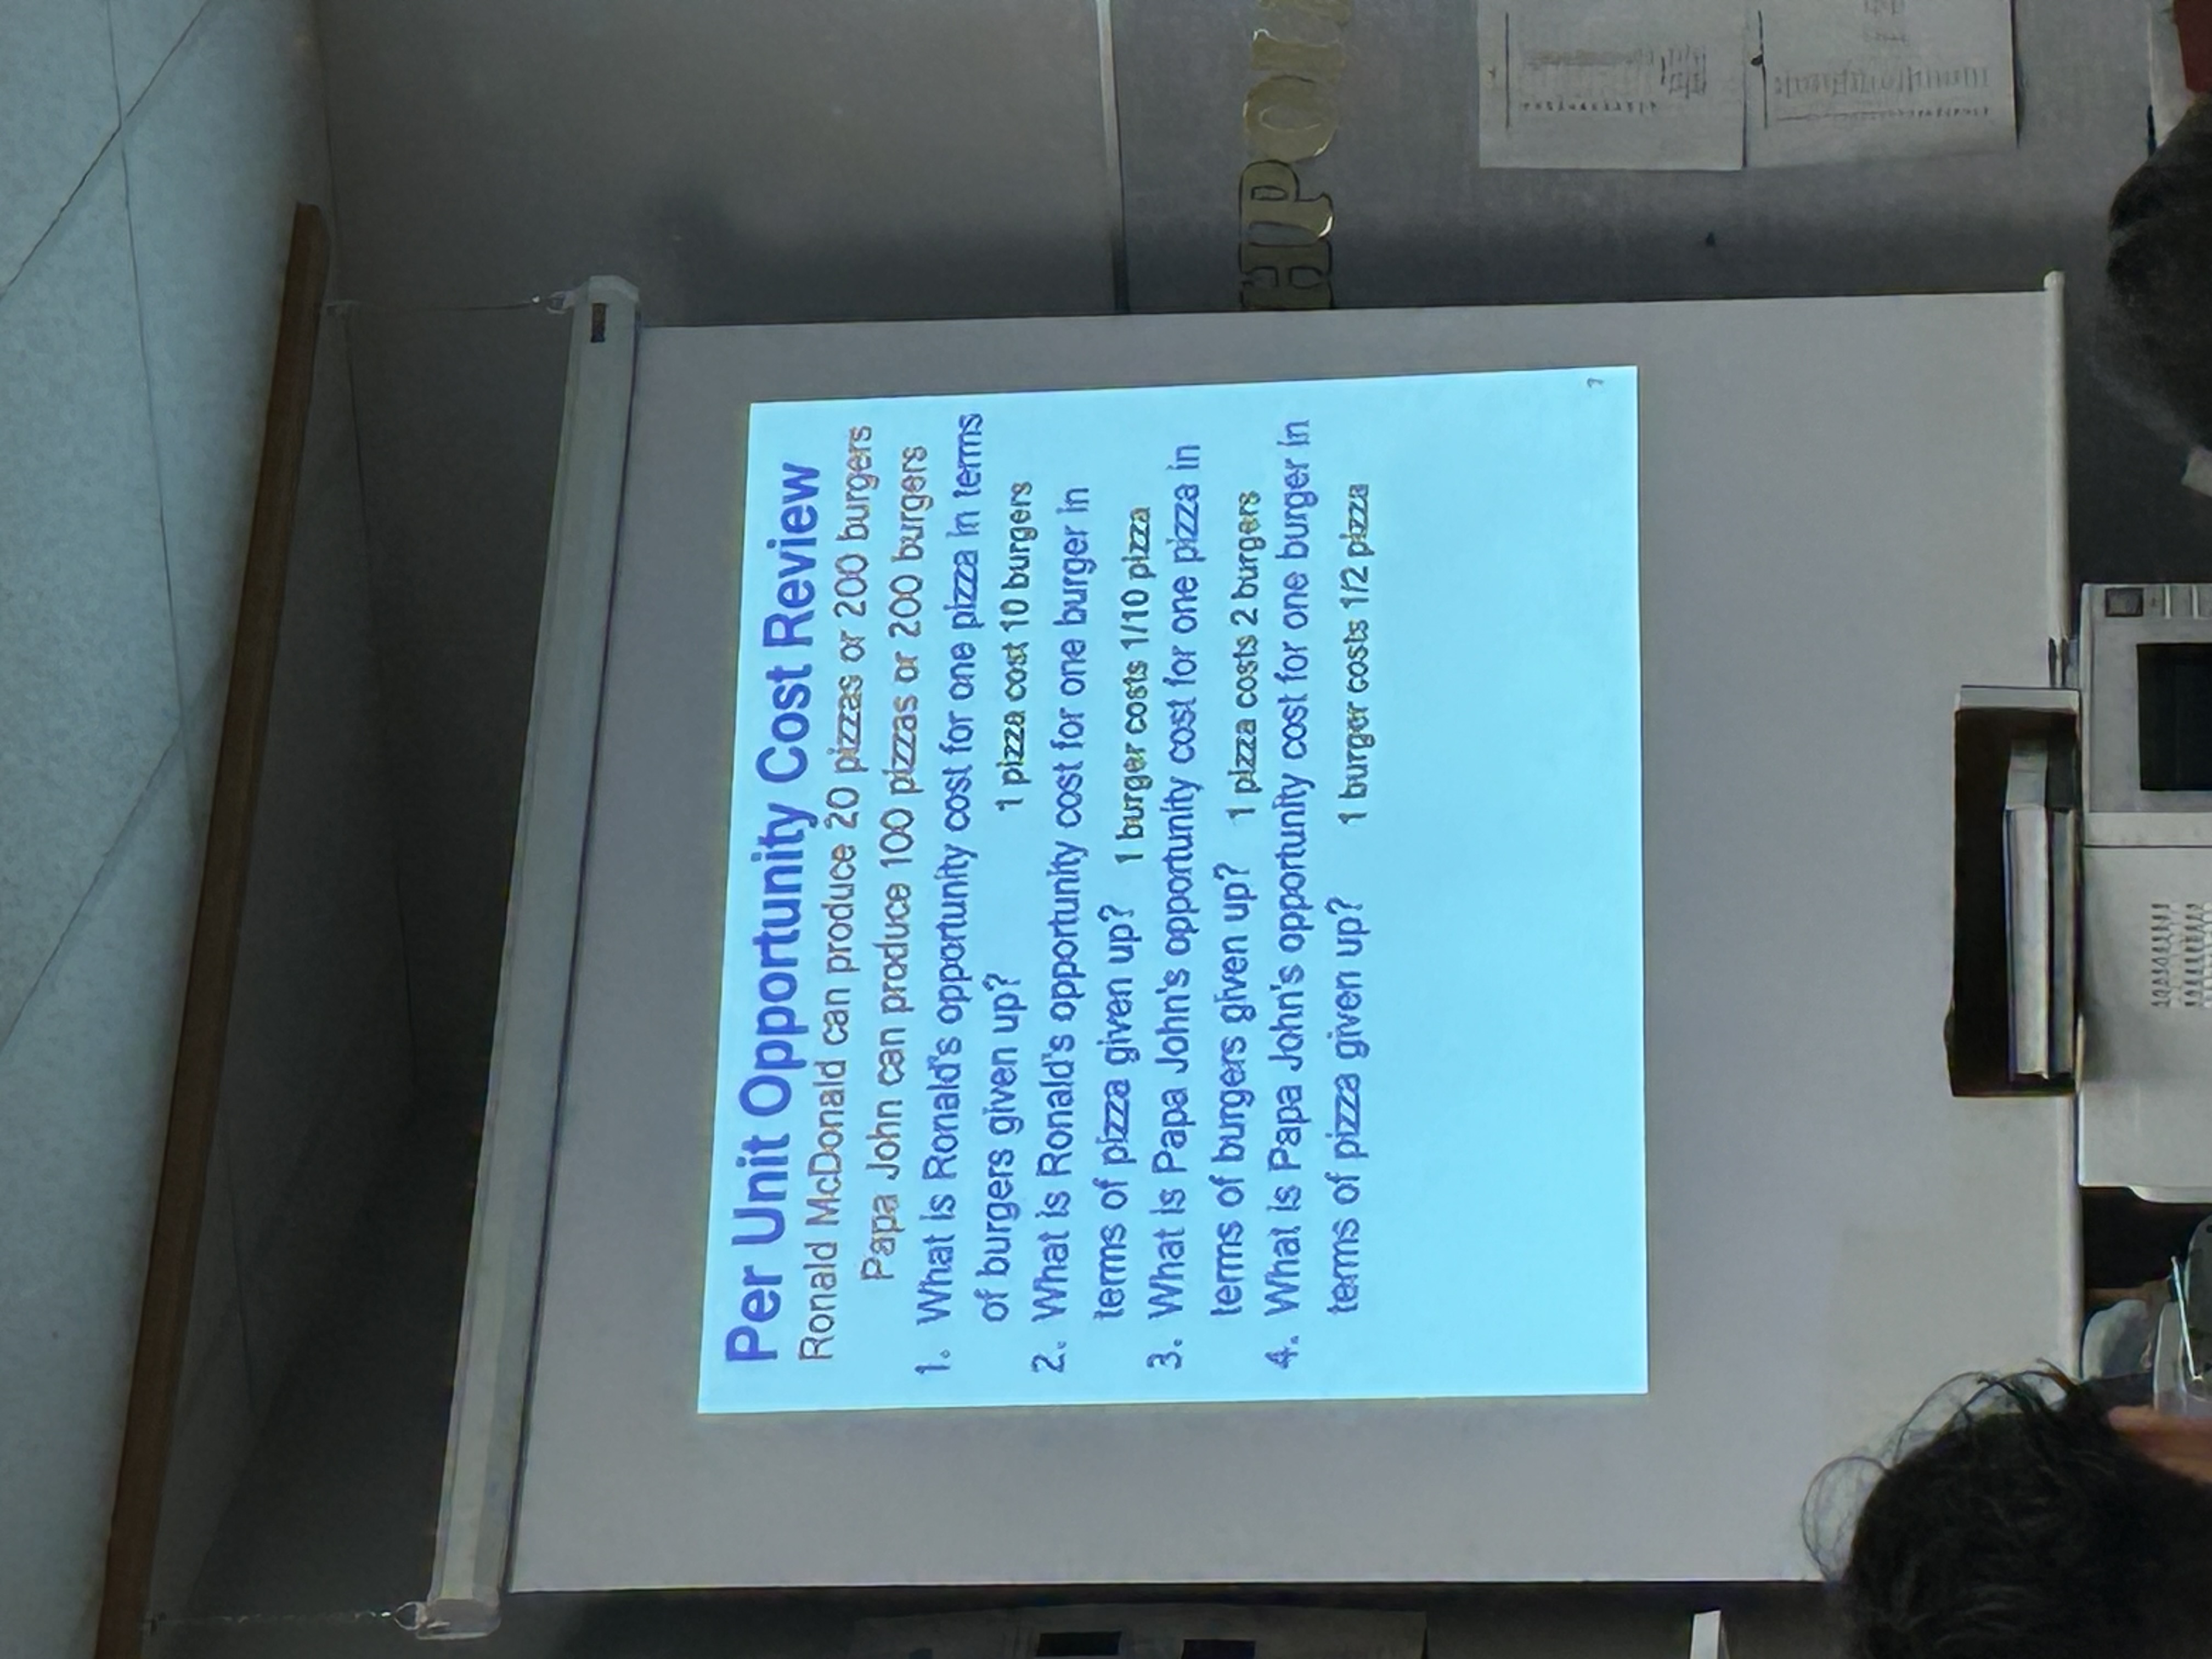 Per Unit Opportunity Cost Review
Ronald McDonald can produce 20 pizzas or 200 burgers
Papa John can produce 100 pizzas or 200 burgers
1. What is Ronald's opportunity cost for one pizza in terms
of burgers given up? 1 pizza cost 10 burgers
2. What is Ronald's opportunity cost for one burger in
terms of pizza given up? 1 burger costs 1/10 pizza
3. What is Papa John's opportunity cost for one pizza in
terms of burgers given up? 1 pizza costs 2 burgers
4. What is Papa John's opportunity cost for one burger in
terms of pizza given up? 1 burger costs 1/2 pizza